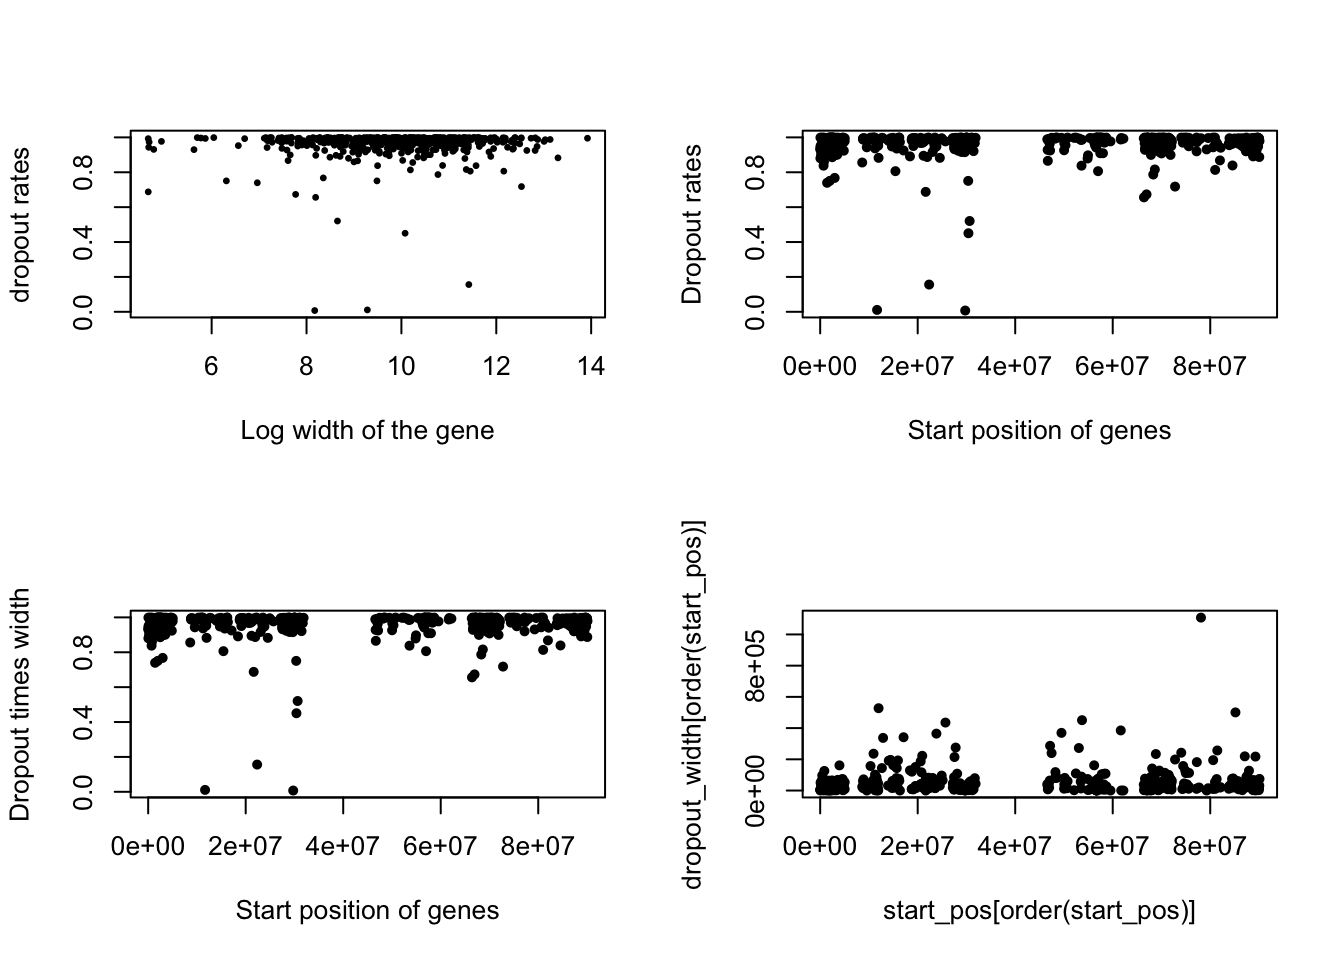 dropout rates
0.0 0.4 0.8
6 8 10 12 14
Log width of the gene
Dropout rates
0.0 0.4 0.8
0e+00 2e+07 4e+07 6e+07 8e+07
Start position of genes
Dropout times width
0.0 0.4 0.8
0e+00 2e+07 4e+07 6e+07 8e+07
Start position of genes
dropout_width[order(start_pos)]
0e+00 8e+05
0e+00 2e+07 4e+07 6e+07 8e+07
start_pos[order(start_pos)]